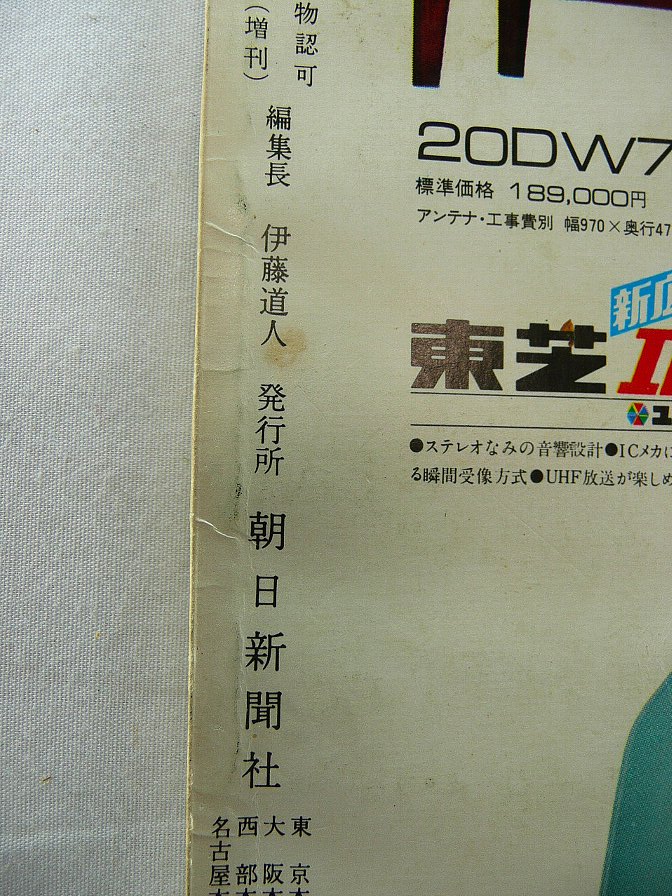 物認可
(増刊)
編集長 伊藤道人 発行所 朝日新聞社
東京
大阪
西部
名古屋
20DW7
標準価格 189,000円
アンテナ・工事費別 幅970×奥行47
新
東芝
●ステレオなみの音響設計●ICメカに
る瞬間受像方式●UHF放送が楽しめ